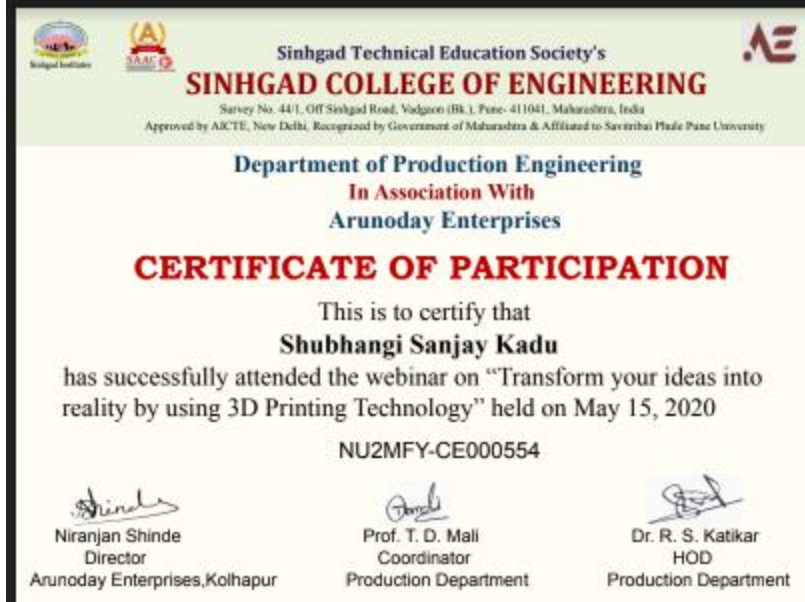 Sinhgad Institutes
SAAC
Sinhgad Technical Education Society's
SINHGAD COLLEGE OF ENGINEERING
Survey No. 44/1, Off Sinhgad Road, Vadgaon (Bk.), Pune- 411041, Maharashtra, India
Approved by AICTE, New Delhi, Recognized by Government of Maharashtra & Affiliated to Savitribai Phule Pune University
AE
Department of Production Engineering
In Association With
Arunoday Enterprises
CERTIFICATE OF PARTICIPATION
This is to certify that
Shubhangi Sanjay Kadu
has successfully attended the webinar on “Transform your ideas into
reality by using 3D Printing Technology” held on May 15, 2020
NU2MFY-CE000554
Shinde
Niranjan Shinde
Director
Arunoday Enterprises,Kolhapur
Prof. T. D. Mali
Coordinator
Production Department
Dr. R. S. Katikar
HOD
Production Department